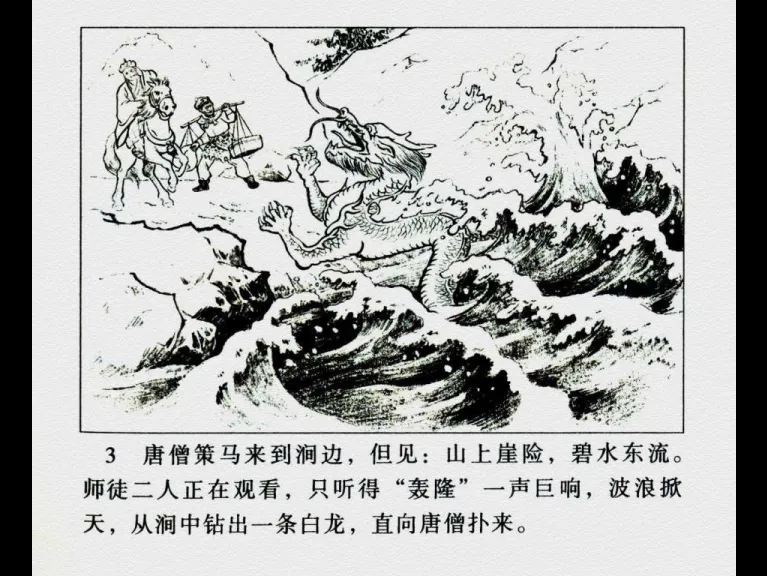 3 唐僧策马来到涧边，但见：山上崖险，碧水东流。
师徒二人正在观看，只听得“轰隆”一声巨响，波浪掀
天，从涧中钻出一条白龙，直向唐僧扑来。